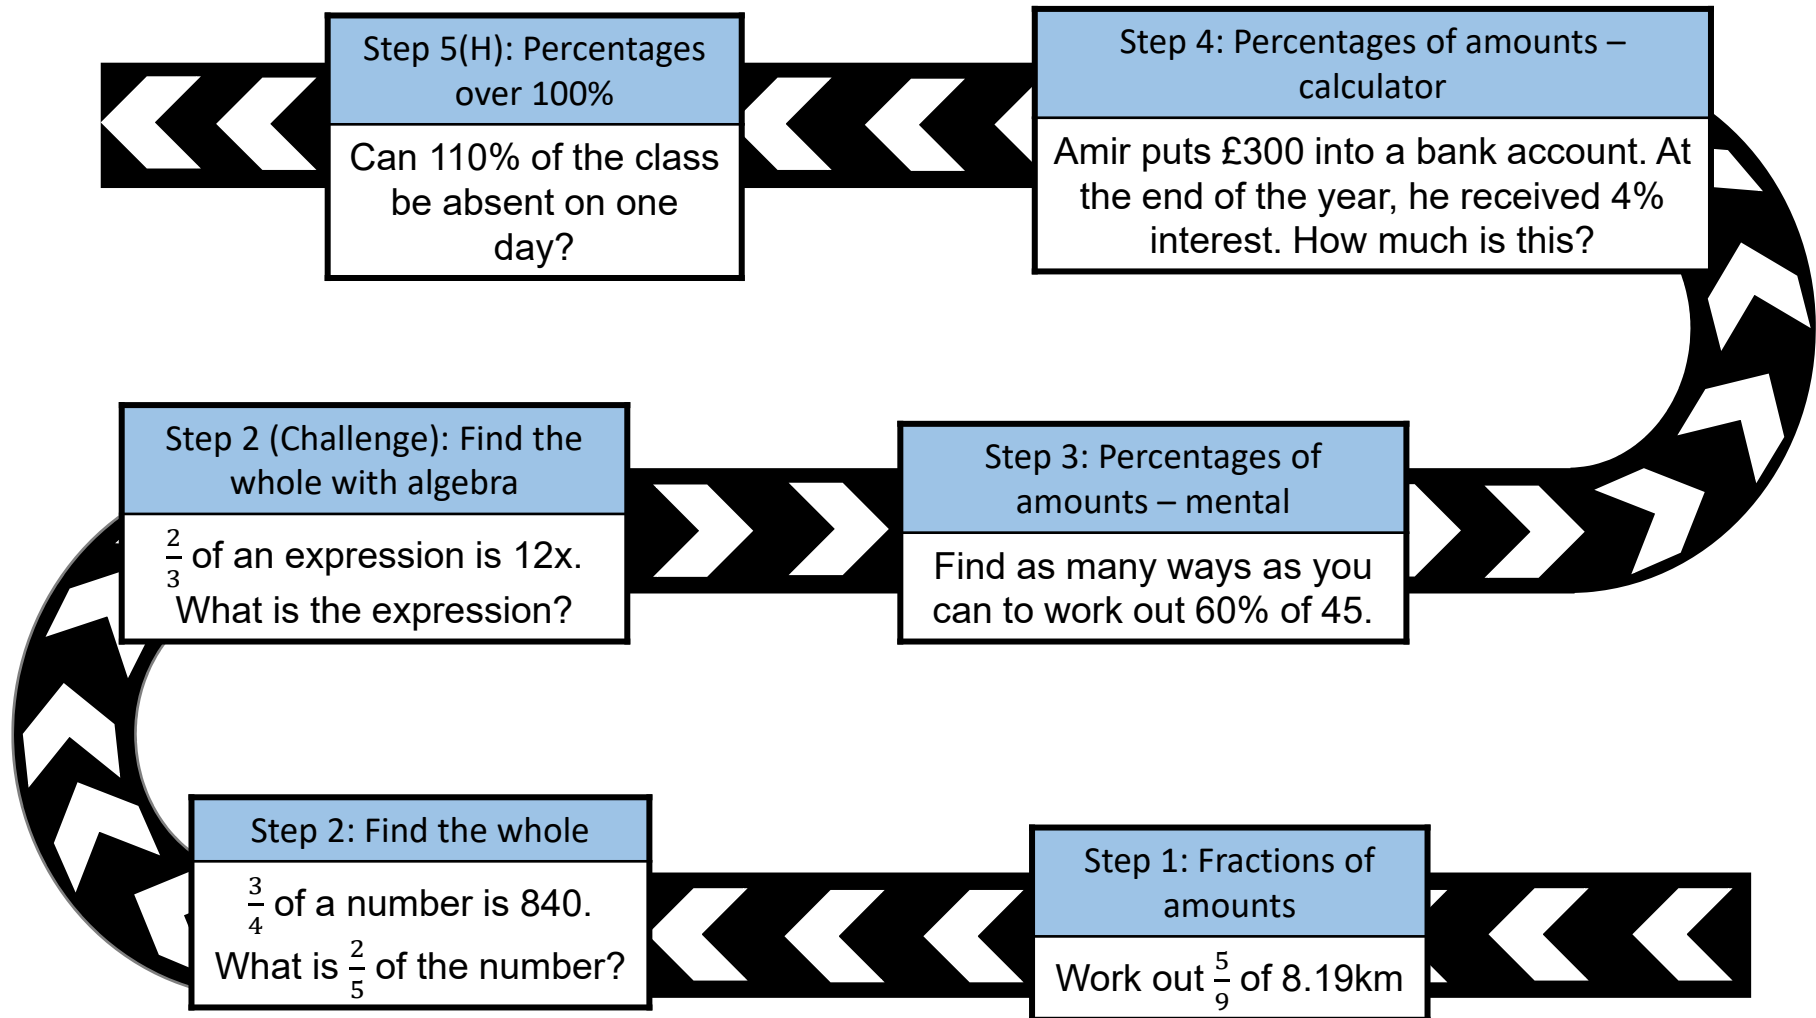 Step 5(H): Percentages
over 100%
Can 110% of the class
be absent on one
day?
Step 4: Percentages of amounts –
calculator
Amir puts £300 into a bank account. At
the end of the year, he received 4%
interest. How much is this?
Step 2 (Challenge): Find the
whole with algebra
2/3 of an expression is 12x.
What is the expression?
Step 3: Percentages of
amounts – mental
Find as many ways as you
can to work out 60% of 45.
Step 2: Find the whole
3/4 of a number is 840.
What is 2/5 of the number?
Step 1: Fractions of
amounts
Work out 5/9 of 8.19km